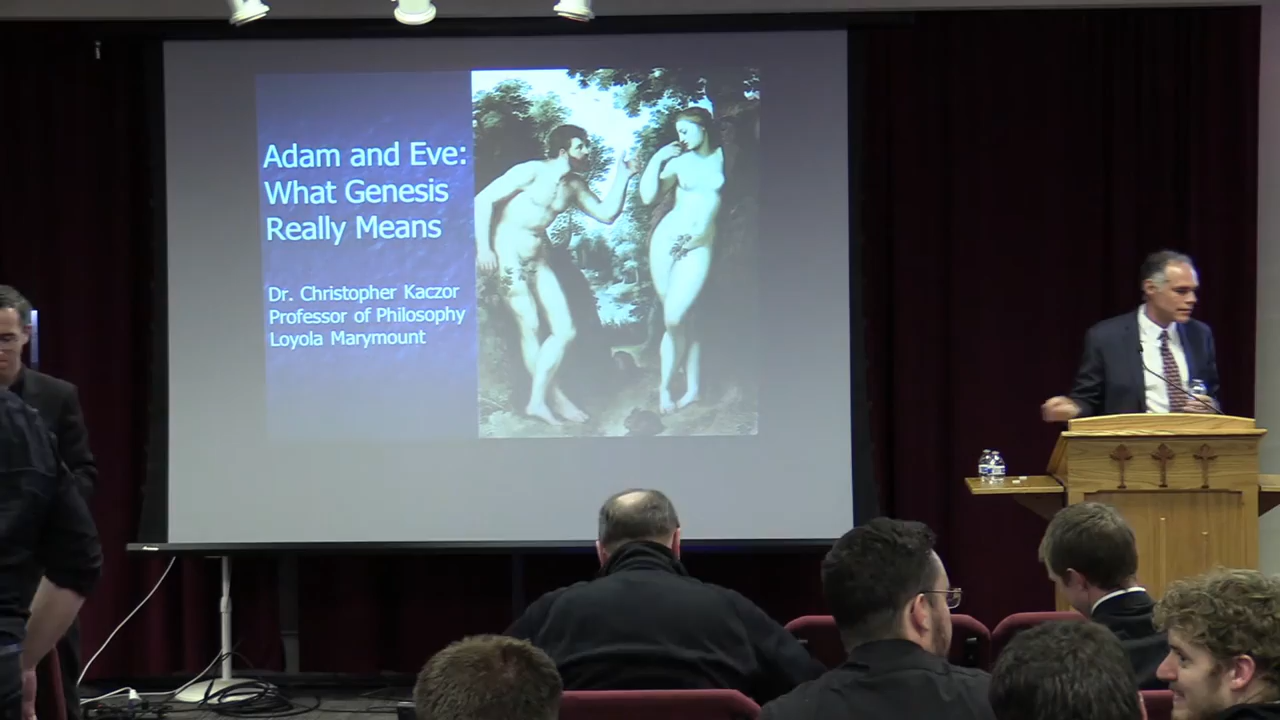 Adam and Eve:
What Genesis
Really Means
Dr. Christopher Kaczor
Professor of Philosophy
Loyola Marymount